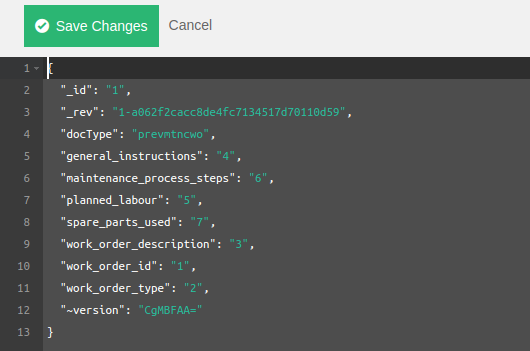 Save Changes Cancel
1 {
2 "_id": "1",
3 "_rev": "1-a062f2cacc8de4fc7134517d70110d59",
4 "docType": "prevmtncwo",
5 "general_instructions": "4",
6 "maintenance_process_steps": "6",
7 "planned_labour": "5",
8 "spare_parts_used": "7",
9 "work_order_description": "3",
10 "work_order_id": "1",
11 "work_order_type": "2",
12 "~version": "CgMBFAA="
13 }